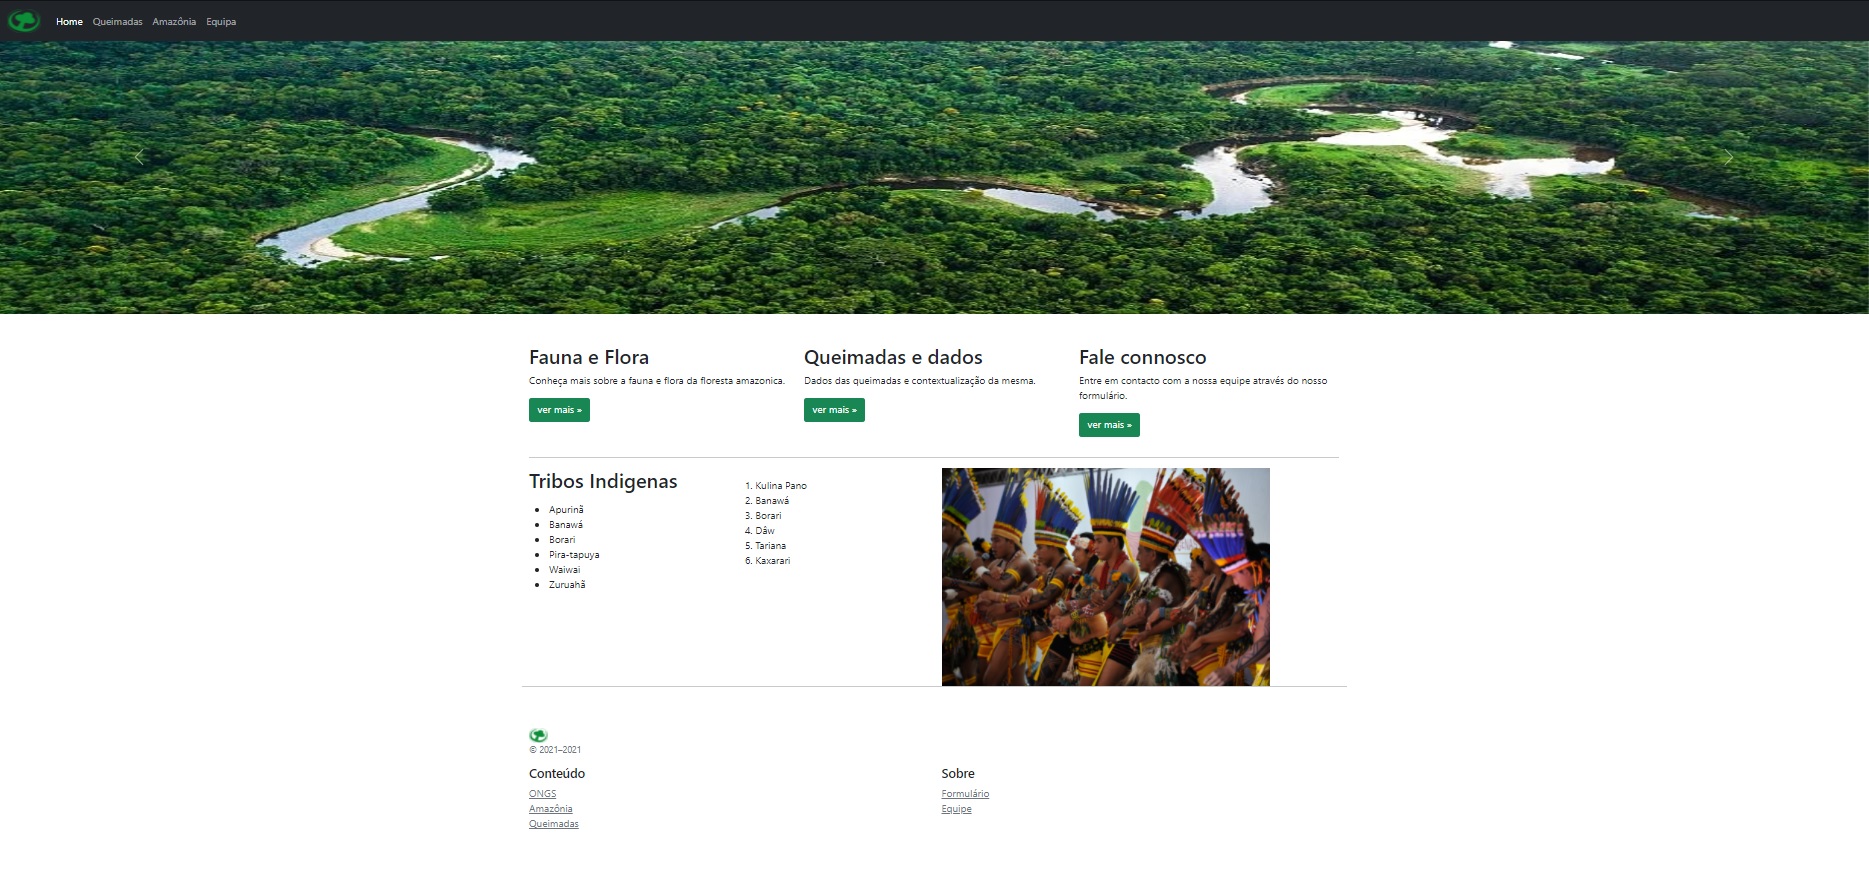 Home Queimadas Amazônia Equipa
Fauna e Flora
Conheça mais sobre a fauna e flora da floresta amazonica.
ver mais »
Queimadas e dados
Dados das queimadas e contextualização da mesma.
ver mais »
Fale connosco
Entre em contacto com a nossa equipe através do nosso
formulário.
ver mais »
Tribos Indigenas
• Apurinã
• Banawá
• Borari
• Pira-tapuya
• Waiwai
• Zuruahã
1. Kulina Pano
2. Banawá
3. Borari
4. Dâw
5. Tariana
6. Kaxarari
© 2021–2021
Conteúdo
ONGS
Amazônia
Queimadas
Sobre
Formulário
Equipe